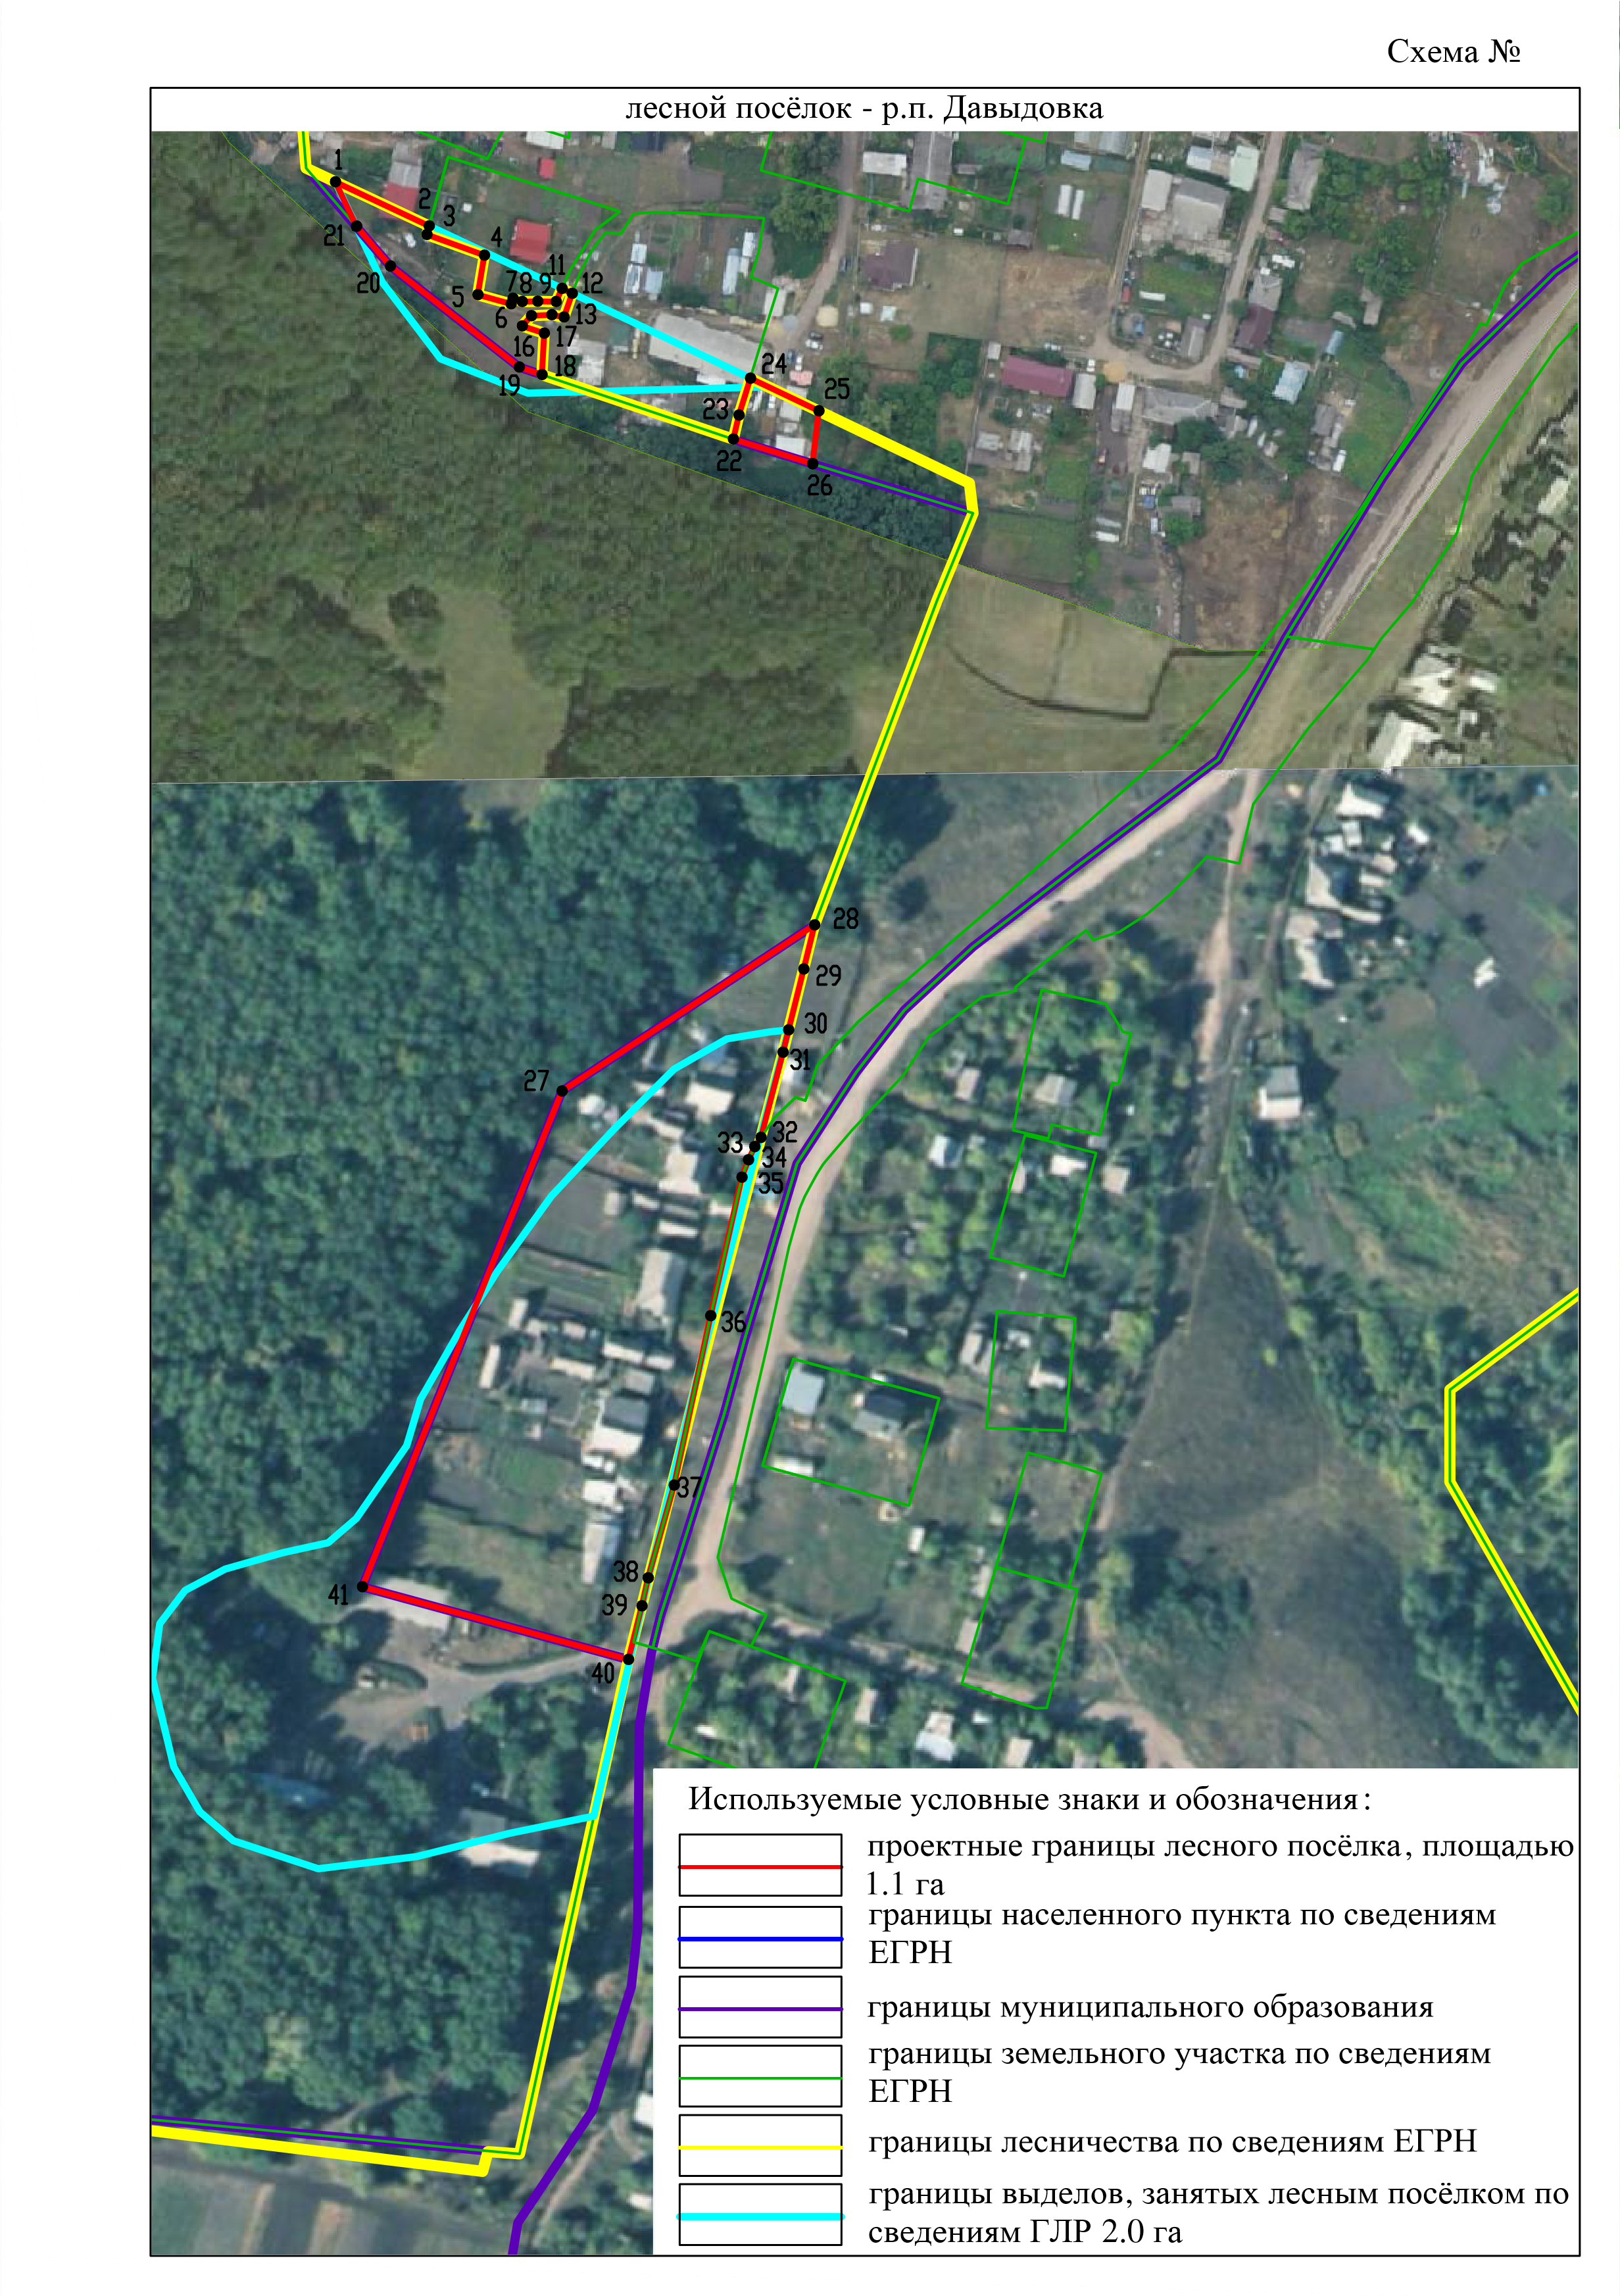 Схема №
лесной посёлок - р.п. Давыдовка
1
2
3
21
4
20
11
5
7
8
9
12
6
13
16
17
18
19
24
25
23
22
26
28
29
30
31
27
32
33
34
35
36
37
38
39
41
40
Используемые условные знаки и обозначения:
проектные границы лесного посёлка, площадью
1.1 га
границы населенного пункта по сведениям
ЕГРН
границы муниципального образования
границы земельного участка по сведениям
ЕГРН
границы лесничества по сведениям ЕГРН
границы выделов, занятых лесным посёлком по
сведениям ГЛР 2.0 га